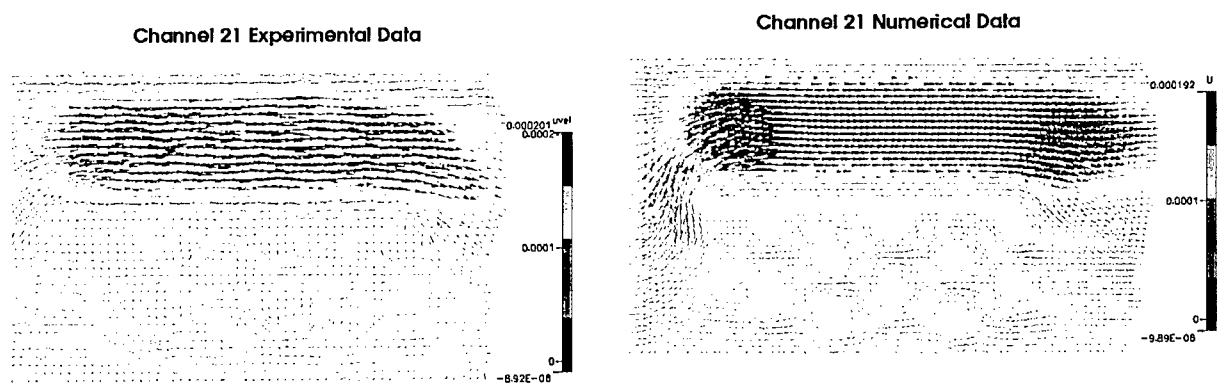 Channel 21 Experimental Data
0.000201 uvel
0.0002
0.0001
0
-8.92E-08
Channel 21 Numerical Data
U
0.000192
0.0001
0
-9.89E-08